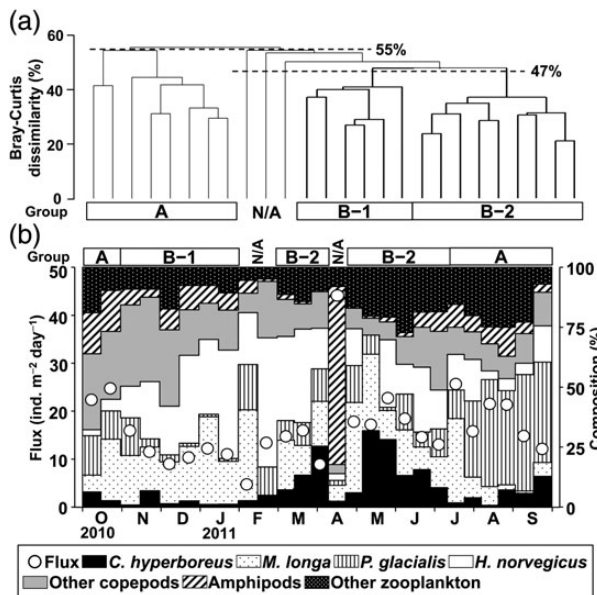 (a)
60
55%
47%
40
20
0
Bray-Curtis
dissimilarity (%)
Group A N/A B-1 B-2
(b)
Group A B-1 N/A B-2 N/A B-2 A
50 100
40 75
30 50
20 25
10
0 0
Flux (ind. m⁻² day⁻¹)
Composition (%)
O N D J F M A M J J A S
2010 2011
Flux C. hyperboreus M. longa P. glacialis H. norvegicus
Other copepods Amphipods Other zooplankton